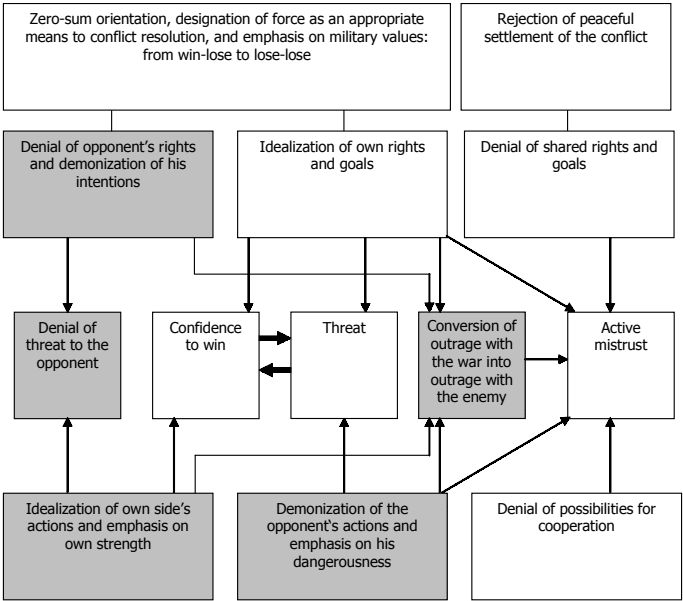 Zero-sum orientation, designation of force as an appropriate
means to conflict resolution, and emphasis on military values:
from win-lose to lose-lose
Rejection of peaceful
settlement of the conflict
Denial of opponent’s rights
and demonization of his
intentions
Idealization of own rights
and goals
Denial of shared rights and
goals
Denial of
threat to the
opponent
Confidence
to win
Threat
Conversion of
outrage with
the war into
outrage with
the enemy
Active
mistrust
Idealization of own side’s
actions and emphasis on
own strength
Demonization of the
opponent‘s actions and
emphasis on his
dangerousness
Denial of possibilities for
cooperation